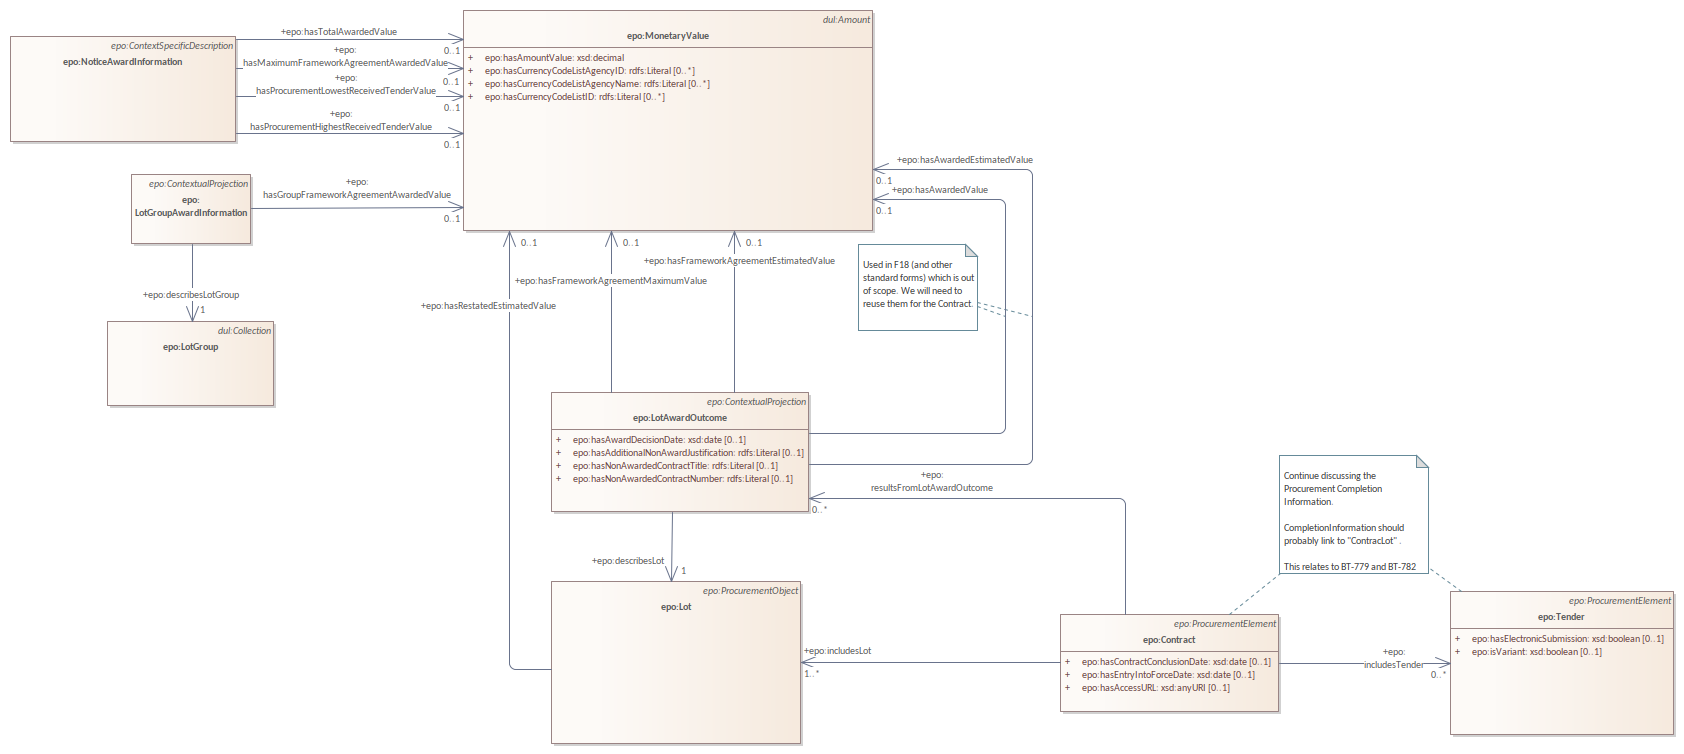 epo:ContextSpecificDescription
epo:NoticeAwardInformation
+epo:hasTotalAwardedValue
0..1
+epo:
hasMaximumFrameworkAgreementAwardedValue
0..1
+epo:
hasProcurementLowestReceivedTenderValue
0..1
+epo:
hasProcurementHighestReceivedTenderValue
0..1
dul:Amount
epo:MonetaryValue
+ epo:hasAmountValue: xsd:decimal
+ epo:hasCurrencyCodeListAgencyID: rdfs:Literal [0..*]
+ epo:hasCurrencyCodeListAgencyName: rdfs:Literal [0..*]
+ epo:hasCurrencyCodeListID: rdfs:Literal [0..*]
epo:ContextualProjection
epo:
LotGroupAwardInformation
+epo:
hasGroupFrameworkAgreementAwardedValue
0..1
+epo:describesLotGroup
1
dul:Collection
epo:LotGroup
+epo:hasAwardedEstimatedValue
0..1
+epo:hasAwardedValue
0..1
0..1
0..1
0..1
+epo:hasFrameworkAgreementEstimatedValue
+epo:hasFrameworkAgreementMaximumValue
+epo:hasRestatedEstimatedValue
Used in F18 (and other
standard forms) which is out
of scope. We will need to
reuse them for the Contract.
epo:ContextualProjection
epo:LotAwardOutcome
+ epo:hasAwardDecisionDate: xsd:date [0..1]
+ epo:hasAdditionalNonAwardJustification: rdfs:Literal [0..1]
+ epo:hasNonAwardedContractTitle: rdfs:Literal [0..1]
+ epo:hasNonAwardedContractNumber: rdfs:Literal [0..1]
+epo:
resultsFromLotAwardOutcome
0..*
+epo:describesLot
1
epo:ProcurementObject
epo:Lot
Continue discussing the
Procurement Completion
Information.
CompletionInformation should
probably link to "ContracLot" .
This relates to BT-779 and BT-782
+epo:includesLot
1..*
epo:ProcurementElement
epo:Contract
+ epo:hasContractConclusionDate: xsd:date [0..1]
+ epo:hasEntryIntoForceDate: xsd:date [0..1]
+ epo:hasAccessURL: xsd:anyURI [0..1]
+epo:
includesTender
0..*
epo:ProcurementElement
epo:Tender
+ epo:hasElectronicSubmission: xsd:boolean [0..1]
+ epo:isVariant: xsd:boolean [0..1]